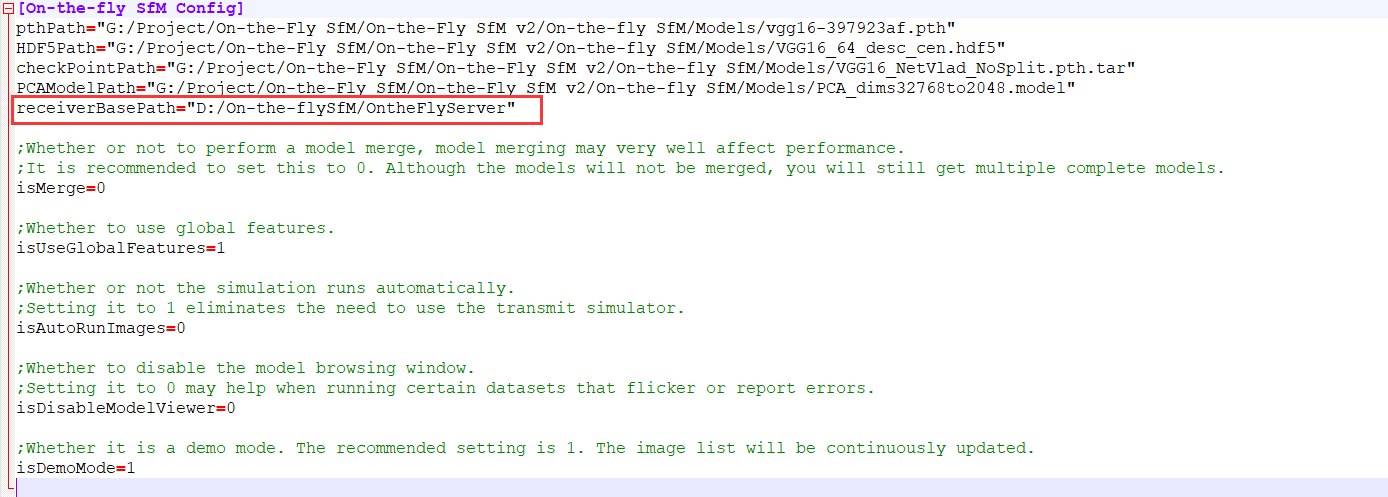 [On-the-fly SfM Config]
pthPath="G:/Project/On-the-Fly SfM/On-the-Fly SfM v2/On-the-fly SfM/Models/vgg16-397923af.pth"
HDF5Path="G:/Project/On-the-Fly SfM/On-the-Fly SfM v2/On-the-fly SfM/Models/VGG16_64_desc_cen.hdf5"
checkPointPath="G:/Project/On-the-Fly SfM/On-the-Fly SfM v2/On-the-fly SfM/Models/VGG16_NetVlad_NoSplit.pth.tar"
PCAModelPath="G:/Project/On-the-Fly SfM/On-the-Fly SfM v2/On-the-fly SfM/Models/PCA_dims32768to2048.model"
receiverBasePath="D:/On-the-flySfM/OntheFlyServer"
;Whether or not to perform a model merge, model merging may very well affect performance.
;It is recommended to set this to 0. Although the models will not be merged, you will still get multiple complete models.
isMerge=0
;Whether to use global features.
isUseGlobalFeatures=1
;Whether or not the simulation runs automatically.
;Setting it to 1 eliminates the need to use the transmit simulator.
isAutoRunImages=0
;Whether to disable the model browsing window.
;Setting it to 0 may help when running certain datasets that flicker or report errors.
isDisableModelViewer=0
;Whether it is a demo mode. The recommended setting is 1. The image list will be continuously updated.
isDemoMode=1